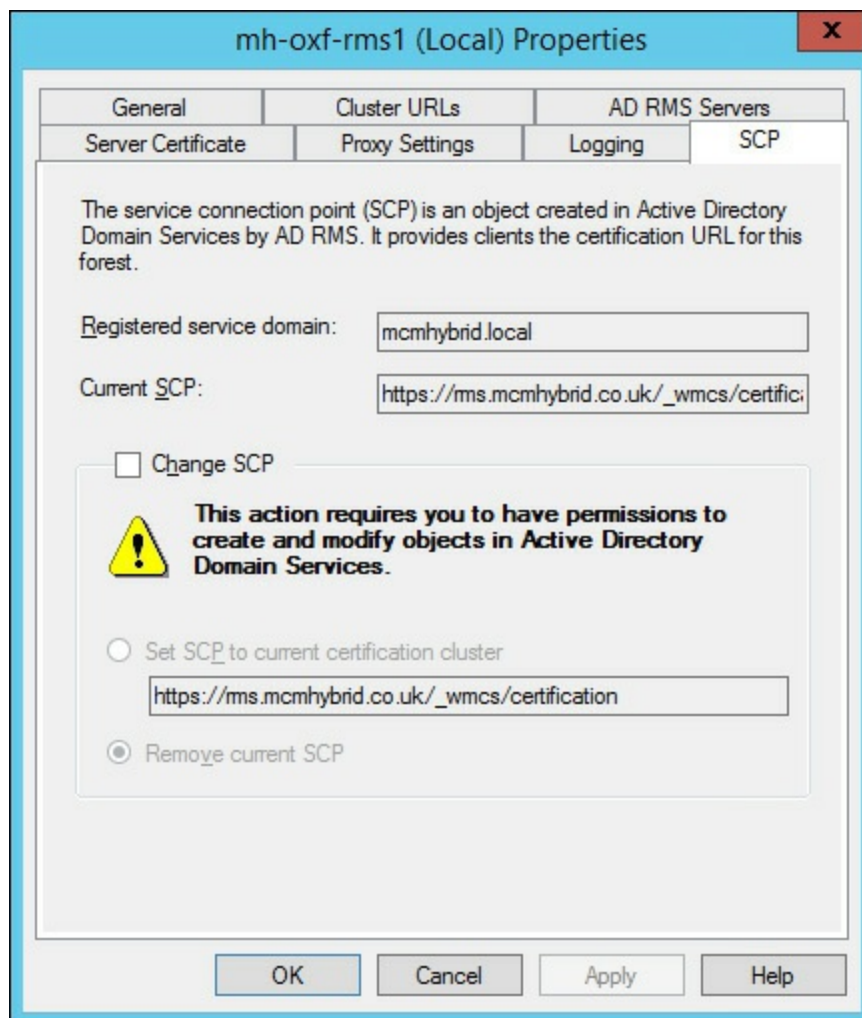 mh-oxf-rms1 (Local) Properties
x
General Cluster URLs AD RMS Servers
Server Certificate Proxy Settings Logging SCP
The service connection point (SCP) is an object created in Active Directory
Domain Services by AD RMS. It provides clients the certification URL for this
forest.
Registered service domain: mcmhybrid.local
Current SCP: https://rms.mcmhybrid.co.uk/_wmcs/certifica
Change SCP
This action requires you to have permissions to
create and modify objects in Active Directory
Domain Services.
Set SCP to current certification cluster
https://rms.mcmhybrid.co.uk/_wmcs/certification
Remove current SCP
OK Cancel Apply Help